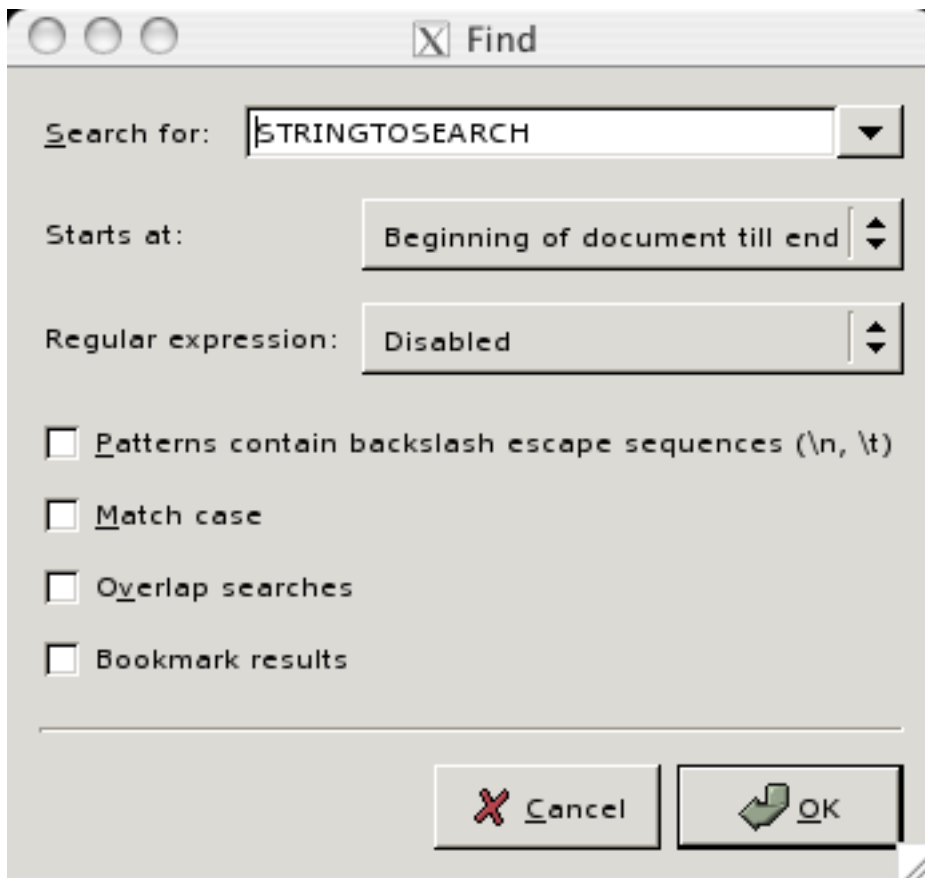 X Find
Search for: STRINGTOSEARCH
Starts at: Beginning of document till end
Regular expression: Disabled
Patterns contain backslash escape sequences (\n, \t)
Match case
Overlap searches
Bookmark results
Cancel OK